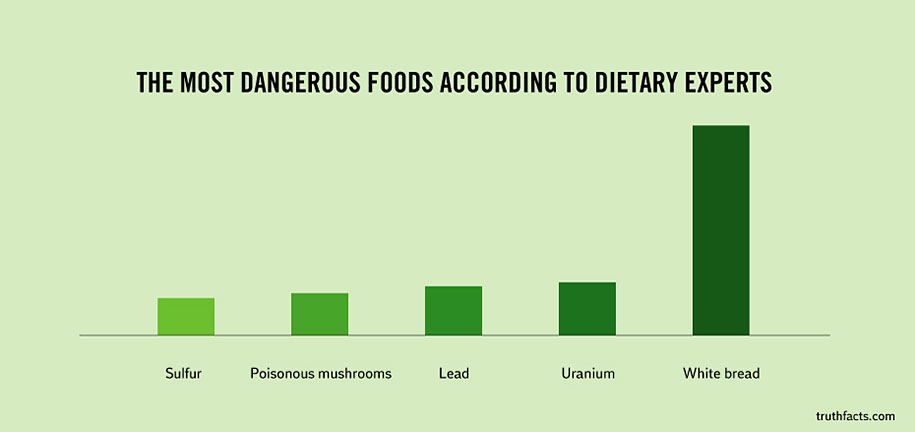 THE MOST DANGEROUS FOODS ACCORDING TO DIETARY EXPERTS
Sulfur
Poisonous mushrooms
Lead
Uranium
White bread
truthfacts.com